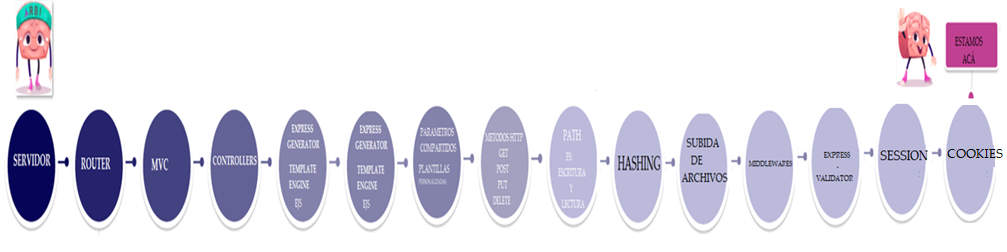 ARBI
ESTAMOS
ACÁ
SERVIDOR
ROUTER
MVC
CONTROLLERS
EXPRESS
GENERATOR
TEMPLATE
ENGINE
EJS
EXPRESS
GENERATOR
TEMPLATE
ENGINE
EJS
PARAMETROS
COMPARTIDOS
PLANTILLAS
PERSONALIZADAS
METODOS HTTP
GET
POST
PUT
DELETE
PATH
FS:
ESCRITURA
Y
LECTURA
HASHING
SUBIDA
DE
ARCHIVOS
MIDDLEWARES
EXPRESS
-
VALIDATOR
SESSION
COOKIES